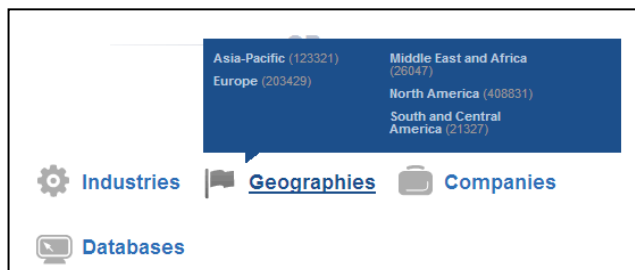 Asia-Pacific (123321)
Europe (203429)
Middle East and Africa
(26047)
North America (408831)
South and Central
America (21327)
Industries
Geographies
Companies
Databases